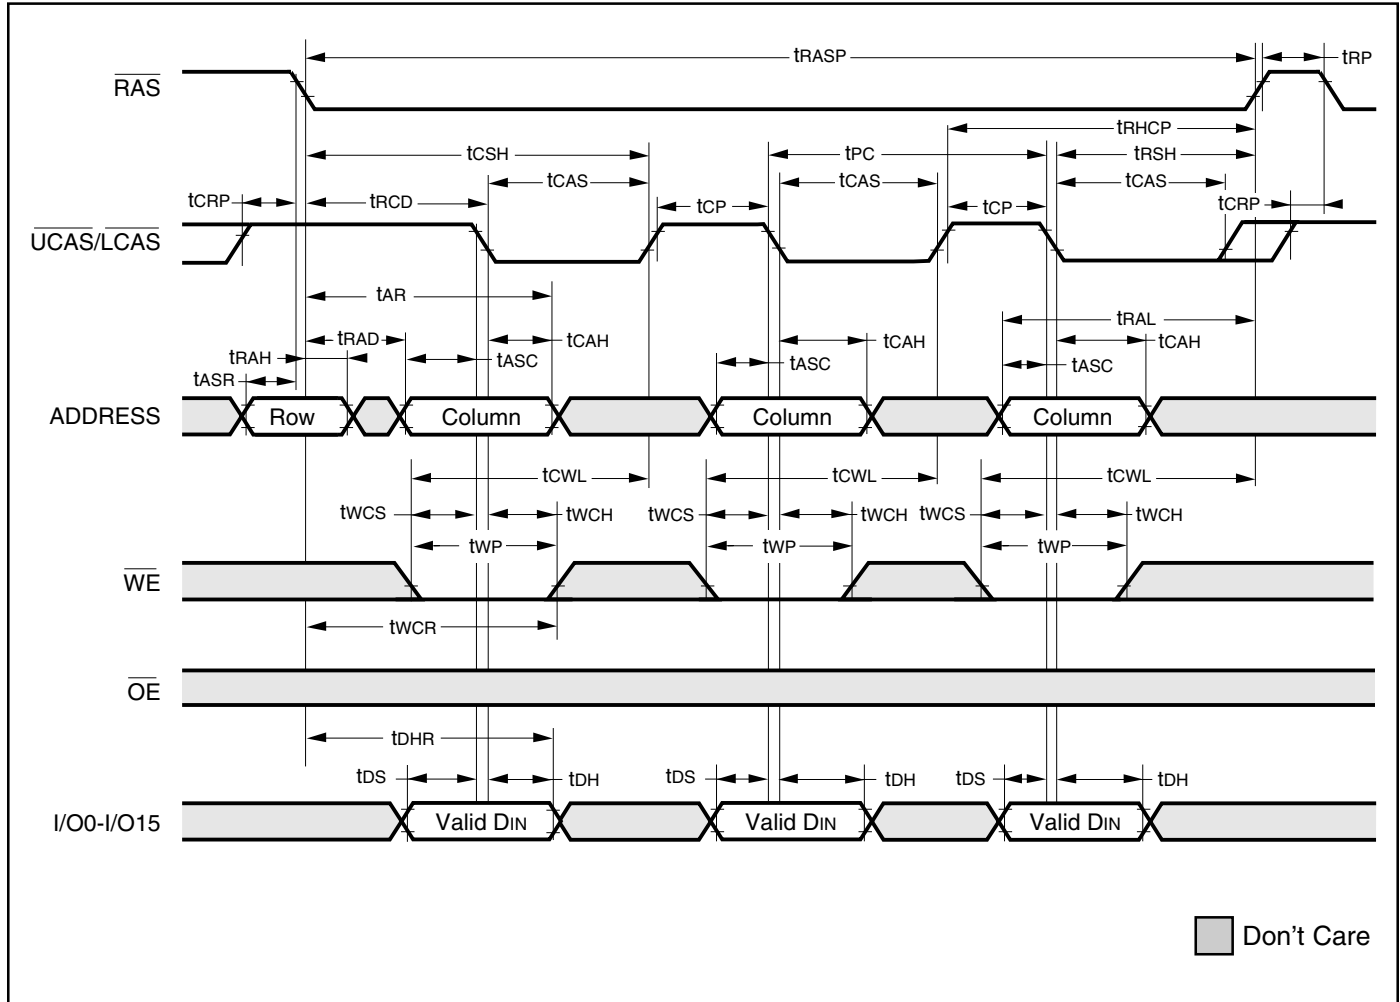 tRASP
tRP
RAS
tRHCP
tCSH
tPC
tRSH
tCAS
tCAS
tCAS
tCRP
tRCD
tCP
tCP
tCRP
UCAS/LCAS
tAR
tRAL
tRAD
tCAH
tCAH
tCAH
tRAH
tASC
tASC
tASC
tASR
ADDRESS
Row
Column
Column
Column
tCWL
tCWL
tCWL
tWCS
tWCH
tWCS
tWCH
tWCS
tWCH
tWP
tWP
tWP
WE
tWCR
OE
tDHR
tDS
tDH
tDS
tDH
tDS
tDH
I/O0-I/O15
Valid DIN
Valid DIN
Valid DIN
Don't Care